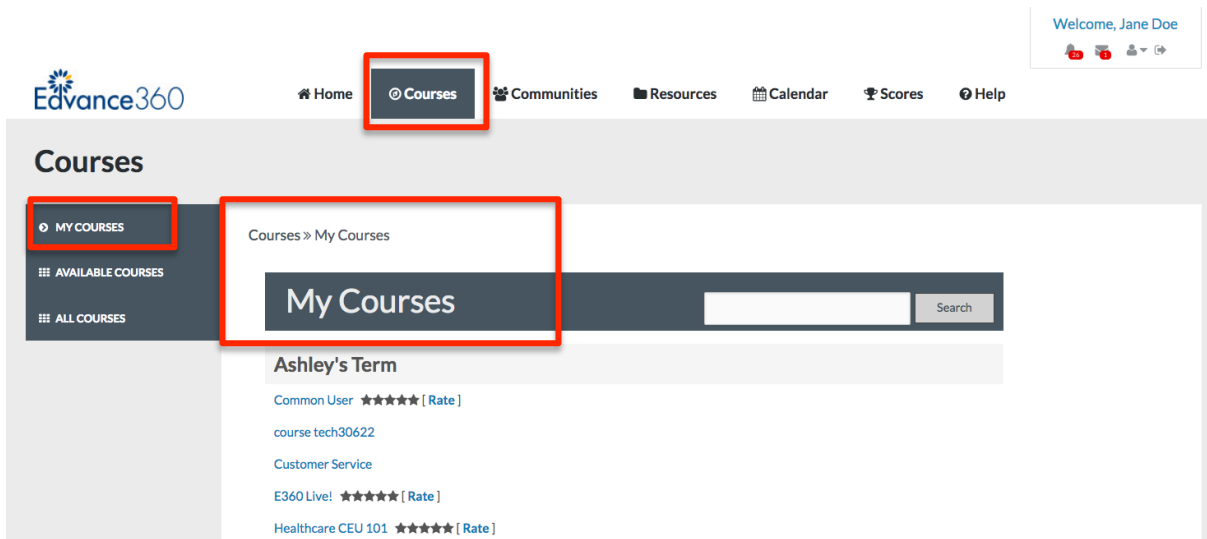 Welcome, Jane Doe
26 1
Edvance360
Home Courses Communities Resources Calendar Scores Help
Courses
MY COURSES
AVAILABLE COURSES
ALL COURSES
Courses » My Courses
My Courses
Search
Ashley's Term
Common User ★★★★★ [ Rate ]
course tech30622
Customer Service
E360 Live! ★★★★★ [ Rate ]
Healthcare CEU 101 ★★★★★ [ Rate ]